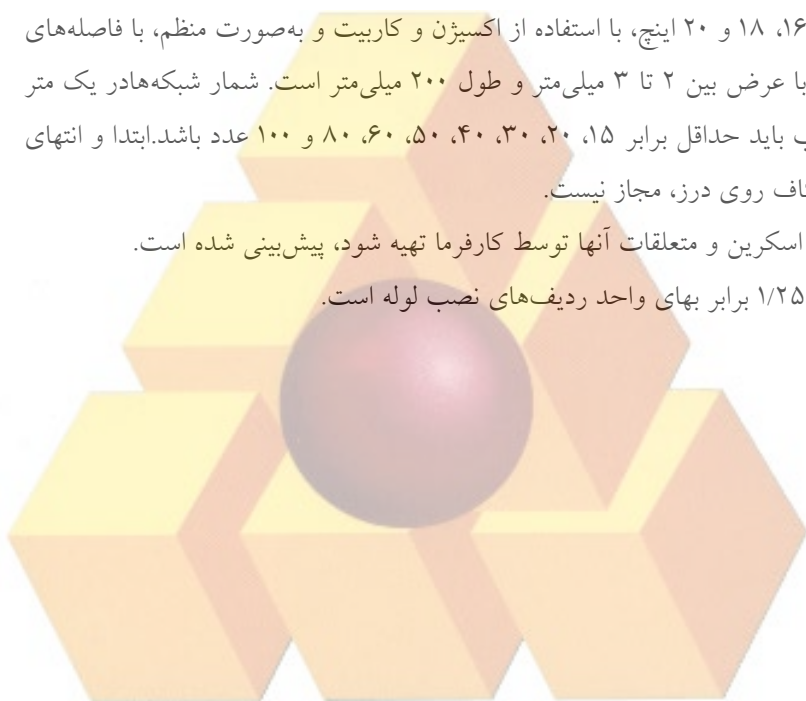 ۱۶، ۱۸ و ۲۰ اینچ، با استفاده از اکسیژن و کاربیت و به‌صورت منظم، با فاصله‌های
با عرض بین ۲ تا ۳ میلی‌متر و طول ۲۰۰ میلی‌متر است. شمار شبکه‌هادر یک متر
باید حداقل برابر ۱۵، ۲۰، ۳۰، ۴۰، ۵۰، ۶۰، ۸۰ و ۱۰۰ عدد باشد.ابتدا و انتهای
روی درز، مجاز نیست.
اسکرین و متعلقات آنها توسط کارفرما تهیه شود، پیش‌بینی شده است.
۱/۲۵ برابر بهای واحد ردیف‌های نصب لوله است.